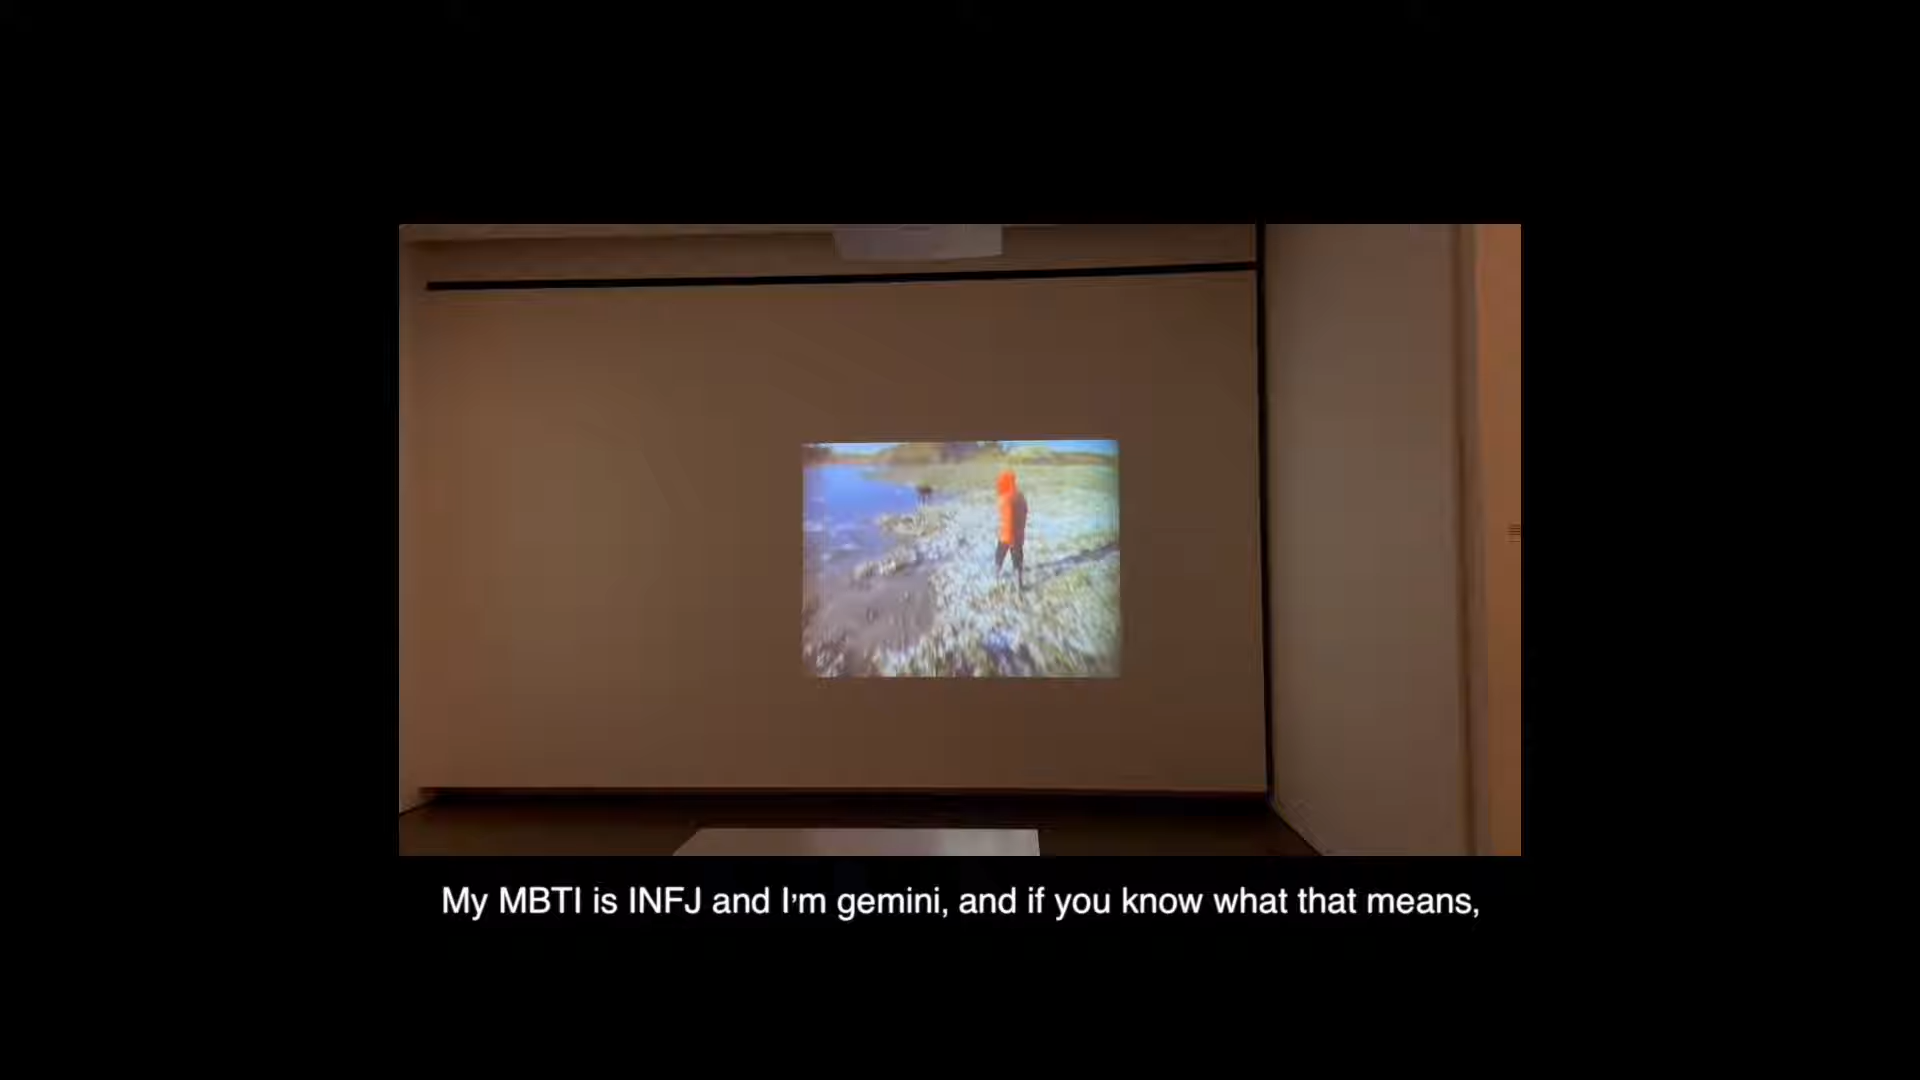 My MBTI is INFJ and I'm gemini, and if you know what that means,